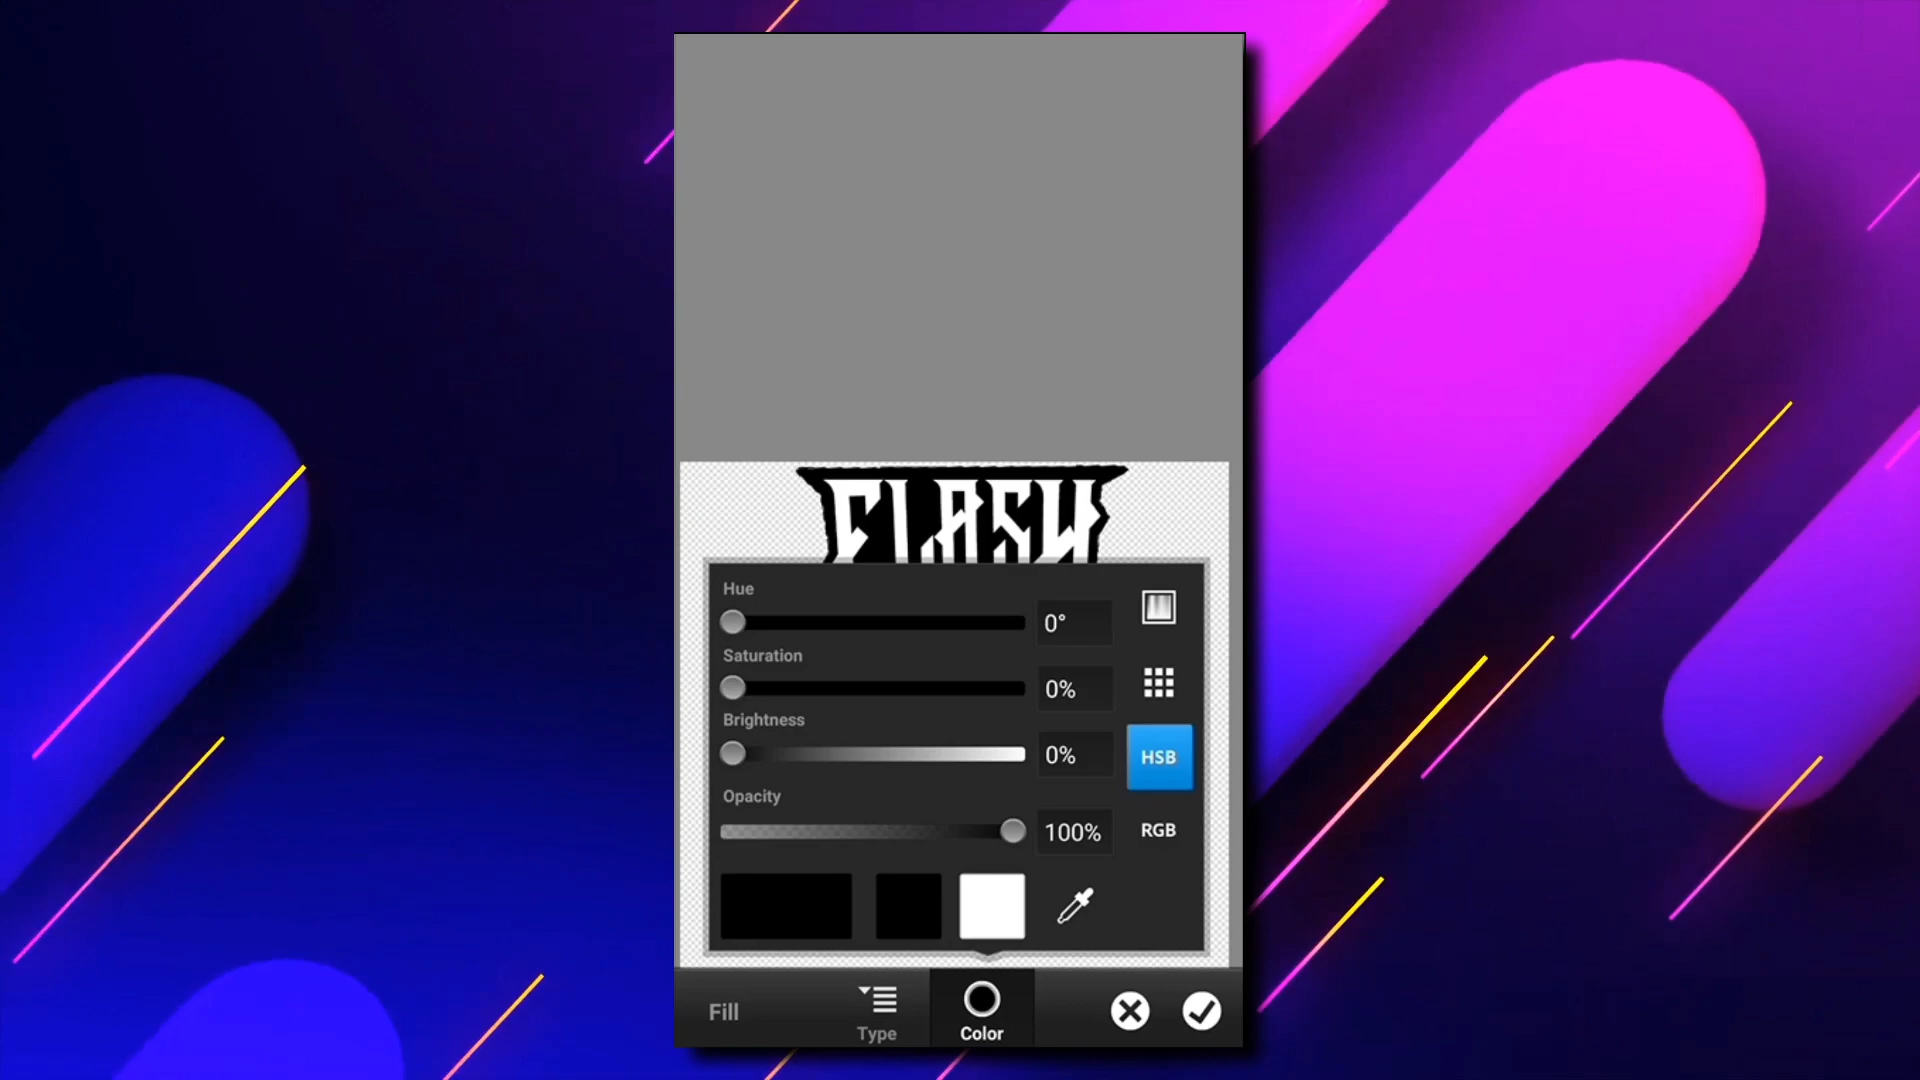 FLASH
Hue
0°
Saturation
0%
Brightness
0%
HSB
Opacity
100%
RGB
Fill
Type
Color